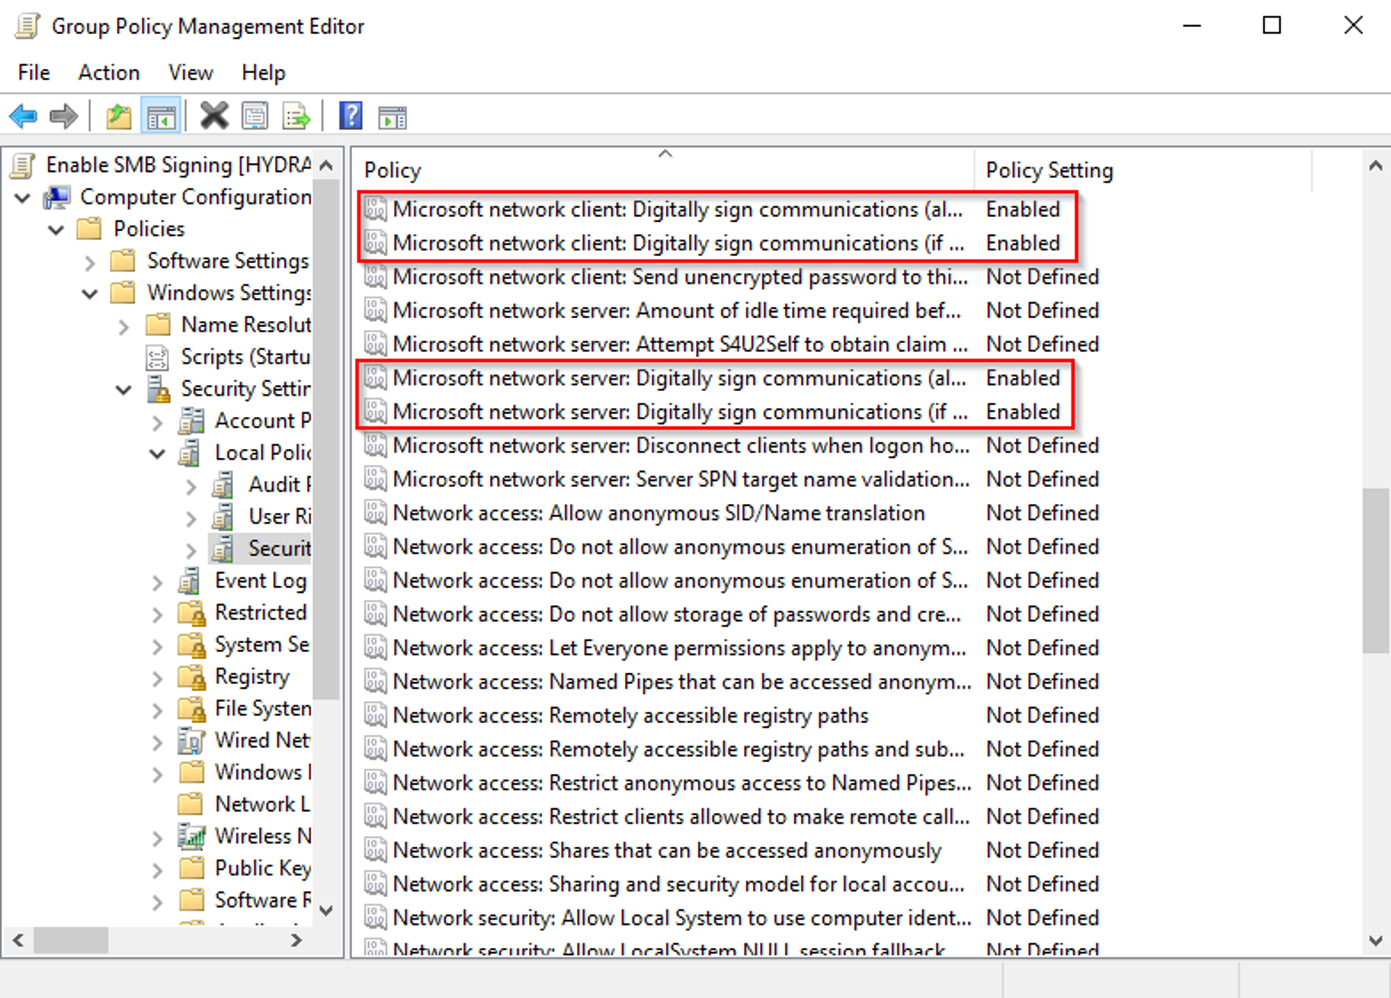 Group Policy Management Editor
File Action View Help
Enable SMB Signing [HYDRA
Computer Configuration
Policies
Software Settings
Windows Settings
Name Resolut
Scripts (Startu
Security Settin
Account P
Local Polic
Audit P
User Ri
Securit
Event Log
Restricted
System Se
Registry
File System
Wired Net
Windows
Network L
Wireless N
Public Key
Software R
Policy Policy Setting
Microsoft network client: Digitally sign communications (al... Enabled
Microsoft network client: Digitally sign communications (if ... Enabled
Microsoft network client: Send unencrypted password to thi... Not Defined
Microsoft network server: Amount of idle time required bef... Not Defined
Microsoft network server: Attempt S4U2Self to obtain claim ... Not Defined
Microsoft network server: Digitally sign communications (al... Enabled
Microsoft network server: Digitally sign communications (if ... Enabled
Microsoft network server: Disconnect clients when logon ho... Not Defined
Microsoft network server: Server SPN target name validation... Not Defined
Network access: Allow anonymous SID/Name translation Not Defined
Network access: Do not allow anonymous enumeration of S... Not Defined
Network access: Do not allow anonymous enumeration of S... Not Defined
Network access: Do not allow storage of passwords and cre... Not Defined
Network access: Let Everyone permissions apply to anonym... Not Defined
Network access: Named Pipes that can be accessed anonym... Not Defined
Network access: Remotely accessible registry paths Not Defined
Network access: Remotely accessible registry paths and sub... Not Defined
Network access: Restrict anonymous access to Named Pipes... Not Defined
Network access: Restrict clients allowed to make remote call... Not Defined
Network access: Shares that can be accessed anonymously Not Defined
Network access: Sharing and security model for local accou... Not Defined
Network security: Allow Local System to use computer ident... Not Defined
Network security: Allow LocalSystem NULL session fallback Not Defined